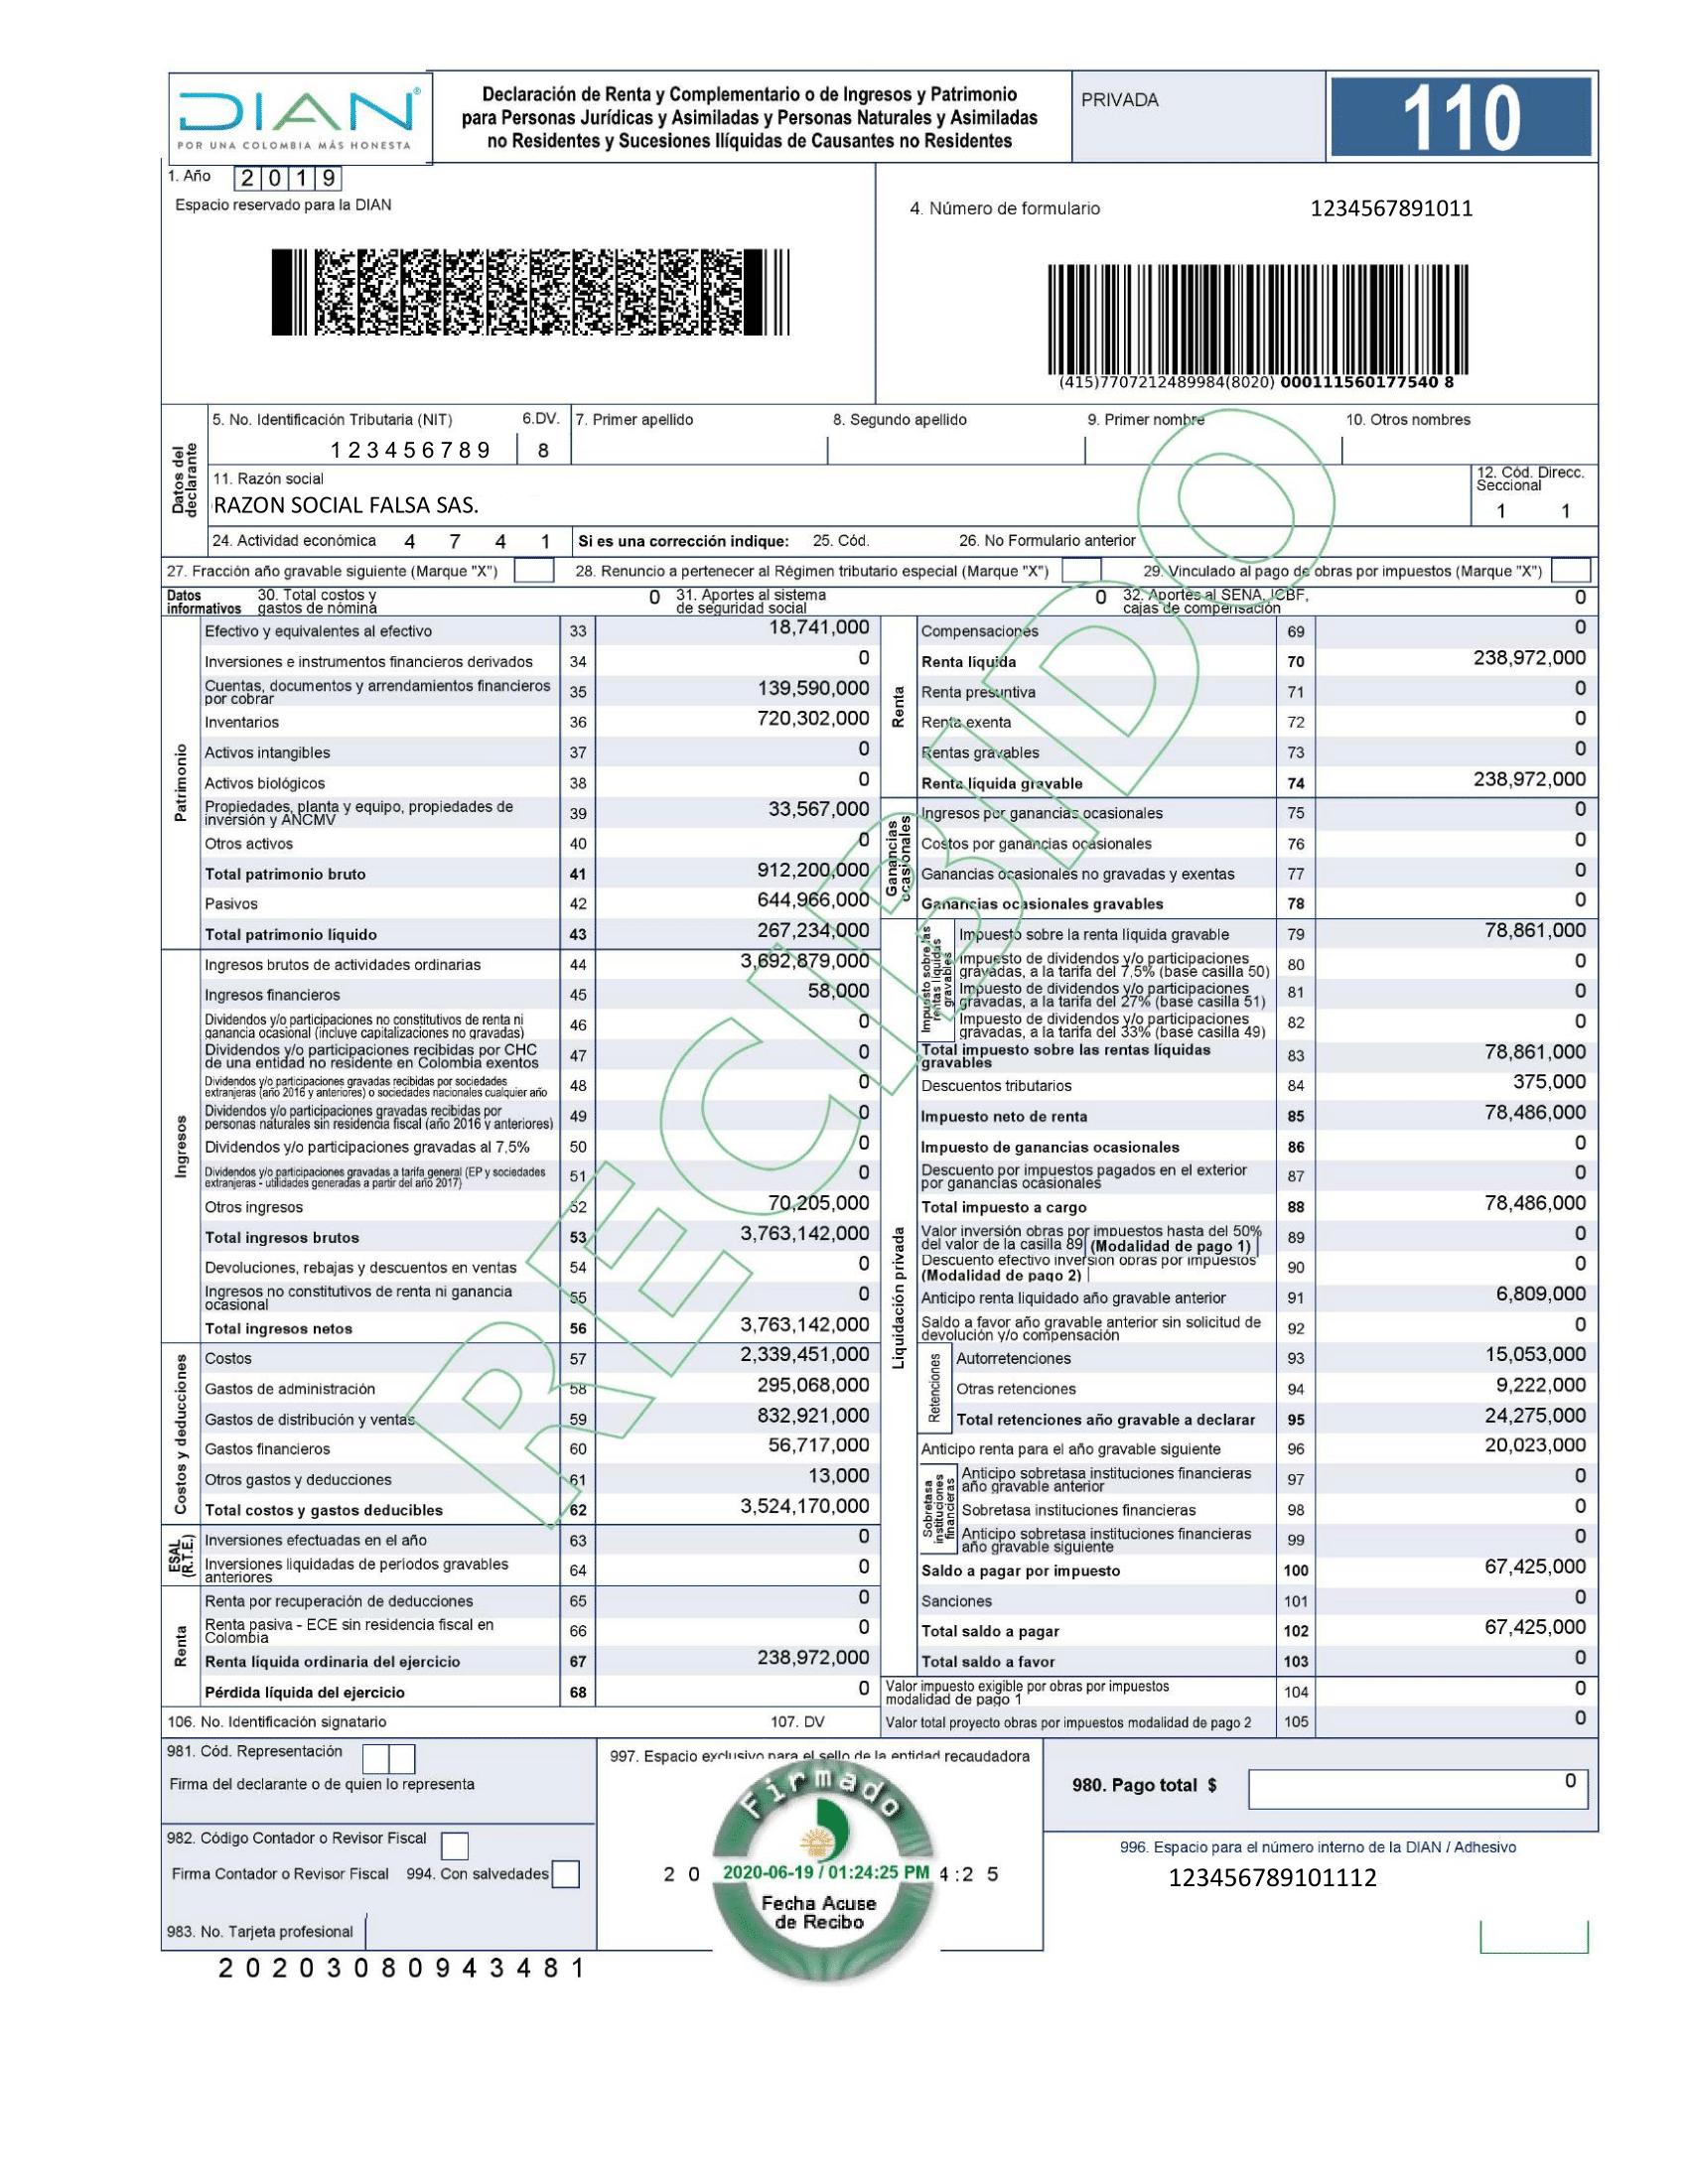 DIAN®
POR UNA COLOMBIA MÁS HONESTA
Declaración de Renta y Complementario o de Ingresos y Patrimonio
para Personas Jurídicas y Asimiladas y Personas Naturales y Asimiladas
no Residentes y Sucesiones Ilíquidas de Causantes no Residentes
PRIVADA
110
1. Año 2 0 1 9
Espacio reservado para la DIAN
4. Número de formulario 1234567891011
(415)7707212489984(8020) 000111560177540 8
Datos del declarante
5. No. Identificación Tributaria (NIT) 6.DV. 7. Primer apellido 8. Segundo apellido 9. Primer nombre 10. Otros nombres
1 2 3 4 5 6 7 8 9 8
11. Razón social 12. Cód. Direcc. Seccional
RAZON SOCIAL FALSA SAS. 1 1
24. Actividad económica 4 7 4 1 Si es una corrección indique: 25. Cód. 26. No Formulario anterior
27. Fracción año gravable siguiente (Marque "X") 28. Renuncio a pertenecer al Régimen tributario especial (Marque "X") 29. Vinculado al pago de obras por impuestos (Marque "X")
Datos informativos 30. Total costos y gastos de nómina 0 31. Aportes al sistema de seguridad social 0 32. Aportes al SENA, ICBF, cajas de compensación 0
Patrimonio
Efectivo y equivalentes al efectivo 33 18,741,000
Inversiones e instrumentos financieros derivados 34 0
Cuentas, documentos y arrendamientos financieros por cobrar 35 139,590,000
Inventarios 36 720,302,000
Activos intangibles 37 0
Activos biológicos 38 0
Propiedades, planta y equipo, propiedades de inversión y ANCMV 39 33,567,000
Otros activos 40 0
Total patrimonio bruto 41 912,200,000
Pasivos 42 644,966,000
Total patrimonio líquido 43 267,234,000
Ingresos
Ingresos brutos de actividades ordinarias 44 3,692,879,000
Ingresos financieros 45 58,000
Dividendos y/o participaciones no constitutivos de renta ni ganancia ocasional (incluye capitalizaciones no gravadas) 46 0
Dividendos y/o participaciones recibidas por CHC de una entidad no residente en Colombia exentos 47 0
Dividendos y/o participaciones gravadas recibidas por sociedades extranjeras (año 2016 y anteriores) o sociedades nacionales cualquier año 48 0
Dividendos y/o participaciones gravadas recibidas por personas naturales sin residencia fiscal (año 2016 y anteriores) 49 0
Dividendos y/o participaciones gravadas al 7,5% 50 0
Dividendos y/o participaciones gravadas a tarifa general (EP y sociedades extranjeras - utilidades generadas a partir del año 2017) 51 0
Otros ingresos 52 70,205,000
Total ingresos brutos 53 3,763,142,000
Devoluciones, rebajas y descuentos en ventas 54 0
Ingresos no constitutivos de renta ni ganancia ocasional 55 0
Total ingresos netos 56 3,763,142,000
Costos y deducciones
Costos 57 2,339,451,000
Gastos de administración 58 295,068,000
Gastos de distribución y ventas 59 832,921,000
Gastos financieros 60 56,717,000
Otros gastos y deducciones 61 13,000
Total costos y gastos deducibles 62 3,524,170,000
ESAL (R.T.E.)
Inversiones efectuadas en el año 63 0
Inversiones liquidadas de periodos gravables anteriores 64 0
Renta
Renta por recuperación de deducciones 65 0
Renta pasiva - ECE sin residencia fiscal en Colombia 66 0
Renta líquida ordinaria del ejercicio 67 238,972,000
Pérdida líquida del ejercicio 68 0
Renta
Compensaciones 69 0
Renta líquida 70 238,972,000
Renta presuntiva 71 0
Renta exenta 72 0
Rentas gravables 73 0
Renta líquida gravable 74 238,972,000
Ganancias ocasionales
Ingresos por ganancias ocasionales 75 0
Costos por ganancias ocasionales 76 0
Ganancias ocasionales no gravadas y exentas 77 0
Ganancias ocasionales gravables 78 0
Liquidación privada
Impuesto sobre las rentas líquidas gravables
Impuesto sobre la renta líquida gravable 79 78,861,000
Impuesto de dividendos y/o participaciones gravadas, a la tarifa del 7,5% (base casilla 50) 80 0
Impuesto de dividendos y/o participaciones gravadas, a la tarifa del 27% (base casilla 51) 81 0
Impuesto de dividendos y/o participaciones gravadas, a la tarifa del 33% (base casilla 49) 82 0
Total impuesto sobre las rentas líquidas gravables 83 78,861,000
Descuentos tributarios 84 375,000
Impuesto neto de renta 85 78,486,000
Impuesto de ganancias ocasionales 86 0
Descuento por impuestos pagados en el exterior por ganancias ocasionales 87 0
Total impuesto a cargo 88 78,486,000
Valor inversión obras por impuestos hasta del 50% del valor de la casilla 89 (Modalidad de pago 1) 89 0
Descuento efectivo inversión obras por impuestos (Modalidad de pago 2) 90 0
Anticipo renta liquidado año gravable anterior 91 6,809,000
Saldo a favor año gravable anterior sin solicitud de devolución y/o compensación 92 0
Retenciones
Autorretenciones 93 15,053,000
Otras retenciones 94 9,222,000
Total retenciones año gravable a declarar 95 24,275,000
Anticipo renta para el año gravable siguiente 96 20,023,000
Sobretasa instituciones financieras
Anticipo sobretasa instituciones financieras año gravable anterior 97 0
Sobretasa instituciones financieras 98 0
Anticipo sobretasa instituciones financieras año gravable siguiente 99 0
Saldo a pagar por impuesto 100 67,425,000
Sanciones 101 0
Total saldo a pagar 102 67,425,000
Total saldo a favor 103 0
Valor impuesto exigible por obras por impuestos modalidad de pago 1 104 0
Valor total proyecto obras por impuestos modalidad de pago 2 105 0
RECIBIDO
106. No. Identificación signatario 107. DV
981. Cód. Representación
Firma del declarante o de quien lo representa
982. Código Contador o Revisor Fiscal
Firma Contador o Revisor Fiscal 994. Con salvedades
983. No. Tarjeta profesional
997. Espacio exclusivo para el sello de la entidad recaudadora
Firmado
2 0 2020-06-19 / 01:24:25 PM 4 : 2 5
Fecha Acuse
de Recibo
980. Pago total $ 0
996. Espacio para el número interno de la DIAN / Adhesivo
123456789101112
2 0 2 0 3 0 8 0 9 4 3 4 8 1